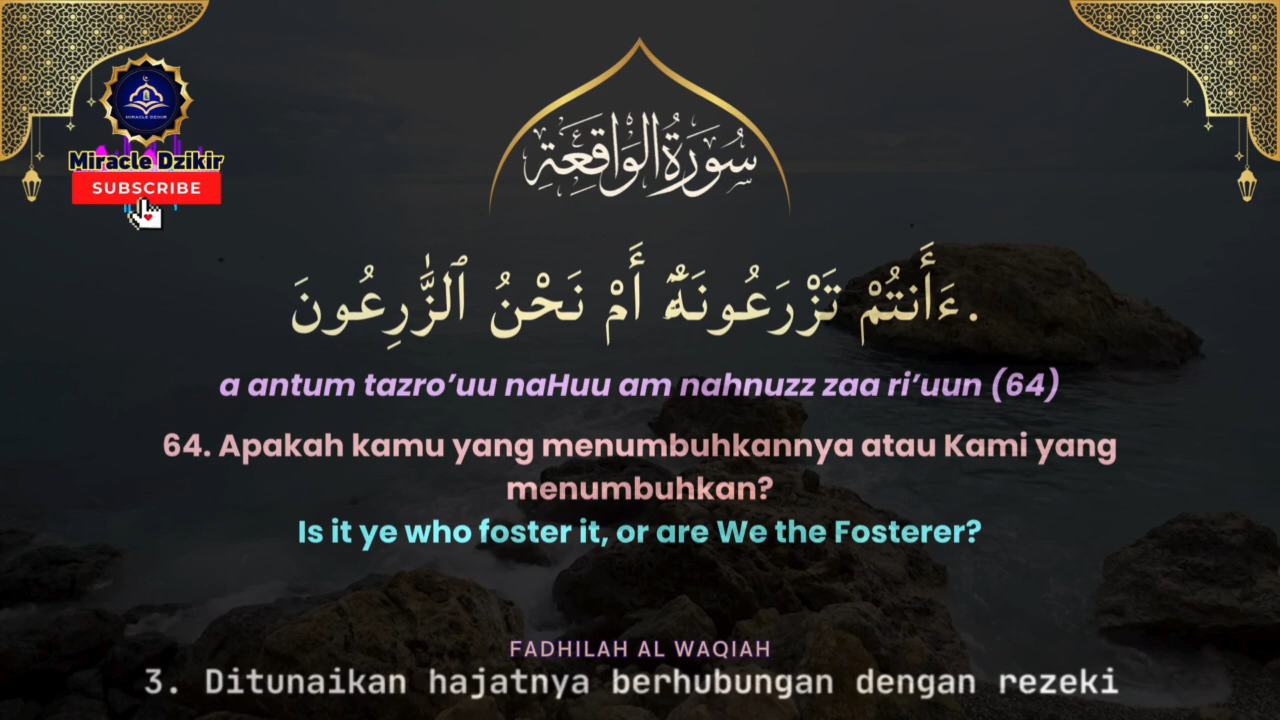 MIRACLE DZIKIR
Miracle Dzikir
SUBSCRIBE
سُورَةُ الوَاقِعَةِ
ءَأَنتُمْ تَزْرَعُونَهُۥٓ أَمْ نَحْنُ ٱلزَّٰرِعُونَ.
a antum tazro’uu naHuu am nahnuzz zaa ri’uun (64)
64. Apakah kamu yang menumbuhkannya atau Kami yang
menumbuhkan?
Is it ye who foster it, or are We the Fosterer?
FADHILAH AL WAQIAH
3. Ditunaikan hajatnya berhubungan dengan rezeki